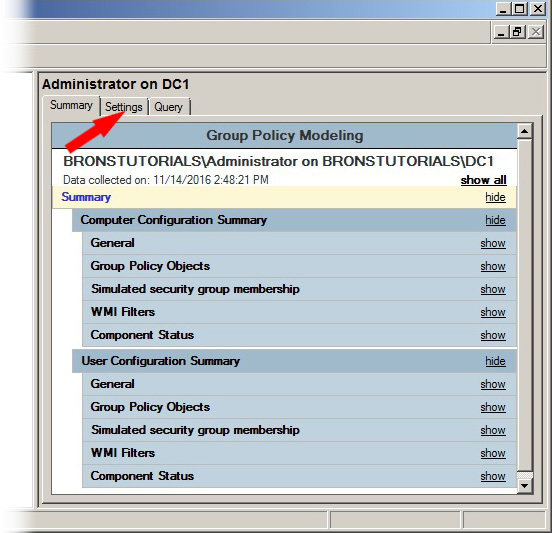 Administrator on DC1
Summary Settings Query
Group Policy Modeling
BRONSTUTORIALS\Administrator on BRONSTUTORIALS\DC1
Data collected on: 11/14/2016 2:48:21 PM show all
Summary hide
Computer Configuration Summary hide
General show
Group Policy Objects show
Simulated security group membership show
WMI Filters show
Component Status show
User Configuration Summary hide
General show
Group Policy Objects show
Simulated security group membership show
WMI Filters show
Component Status show